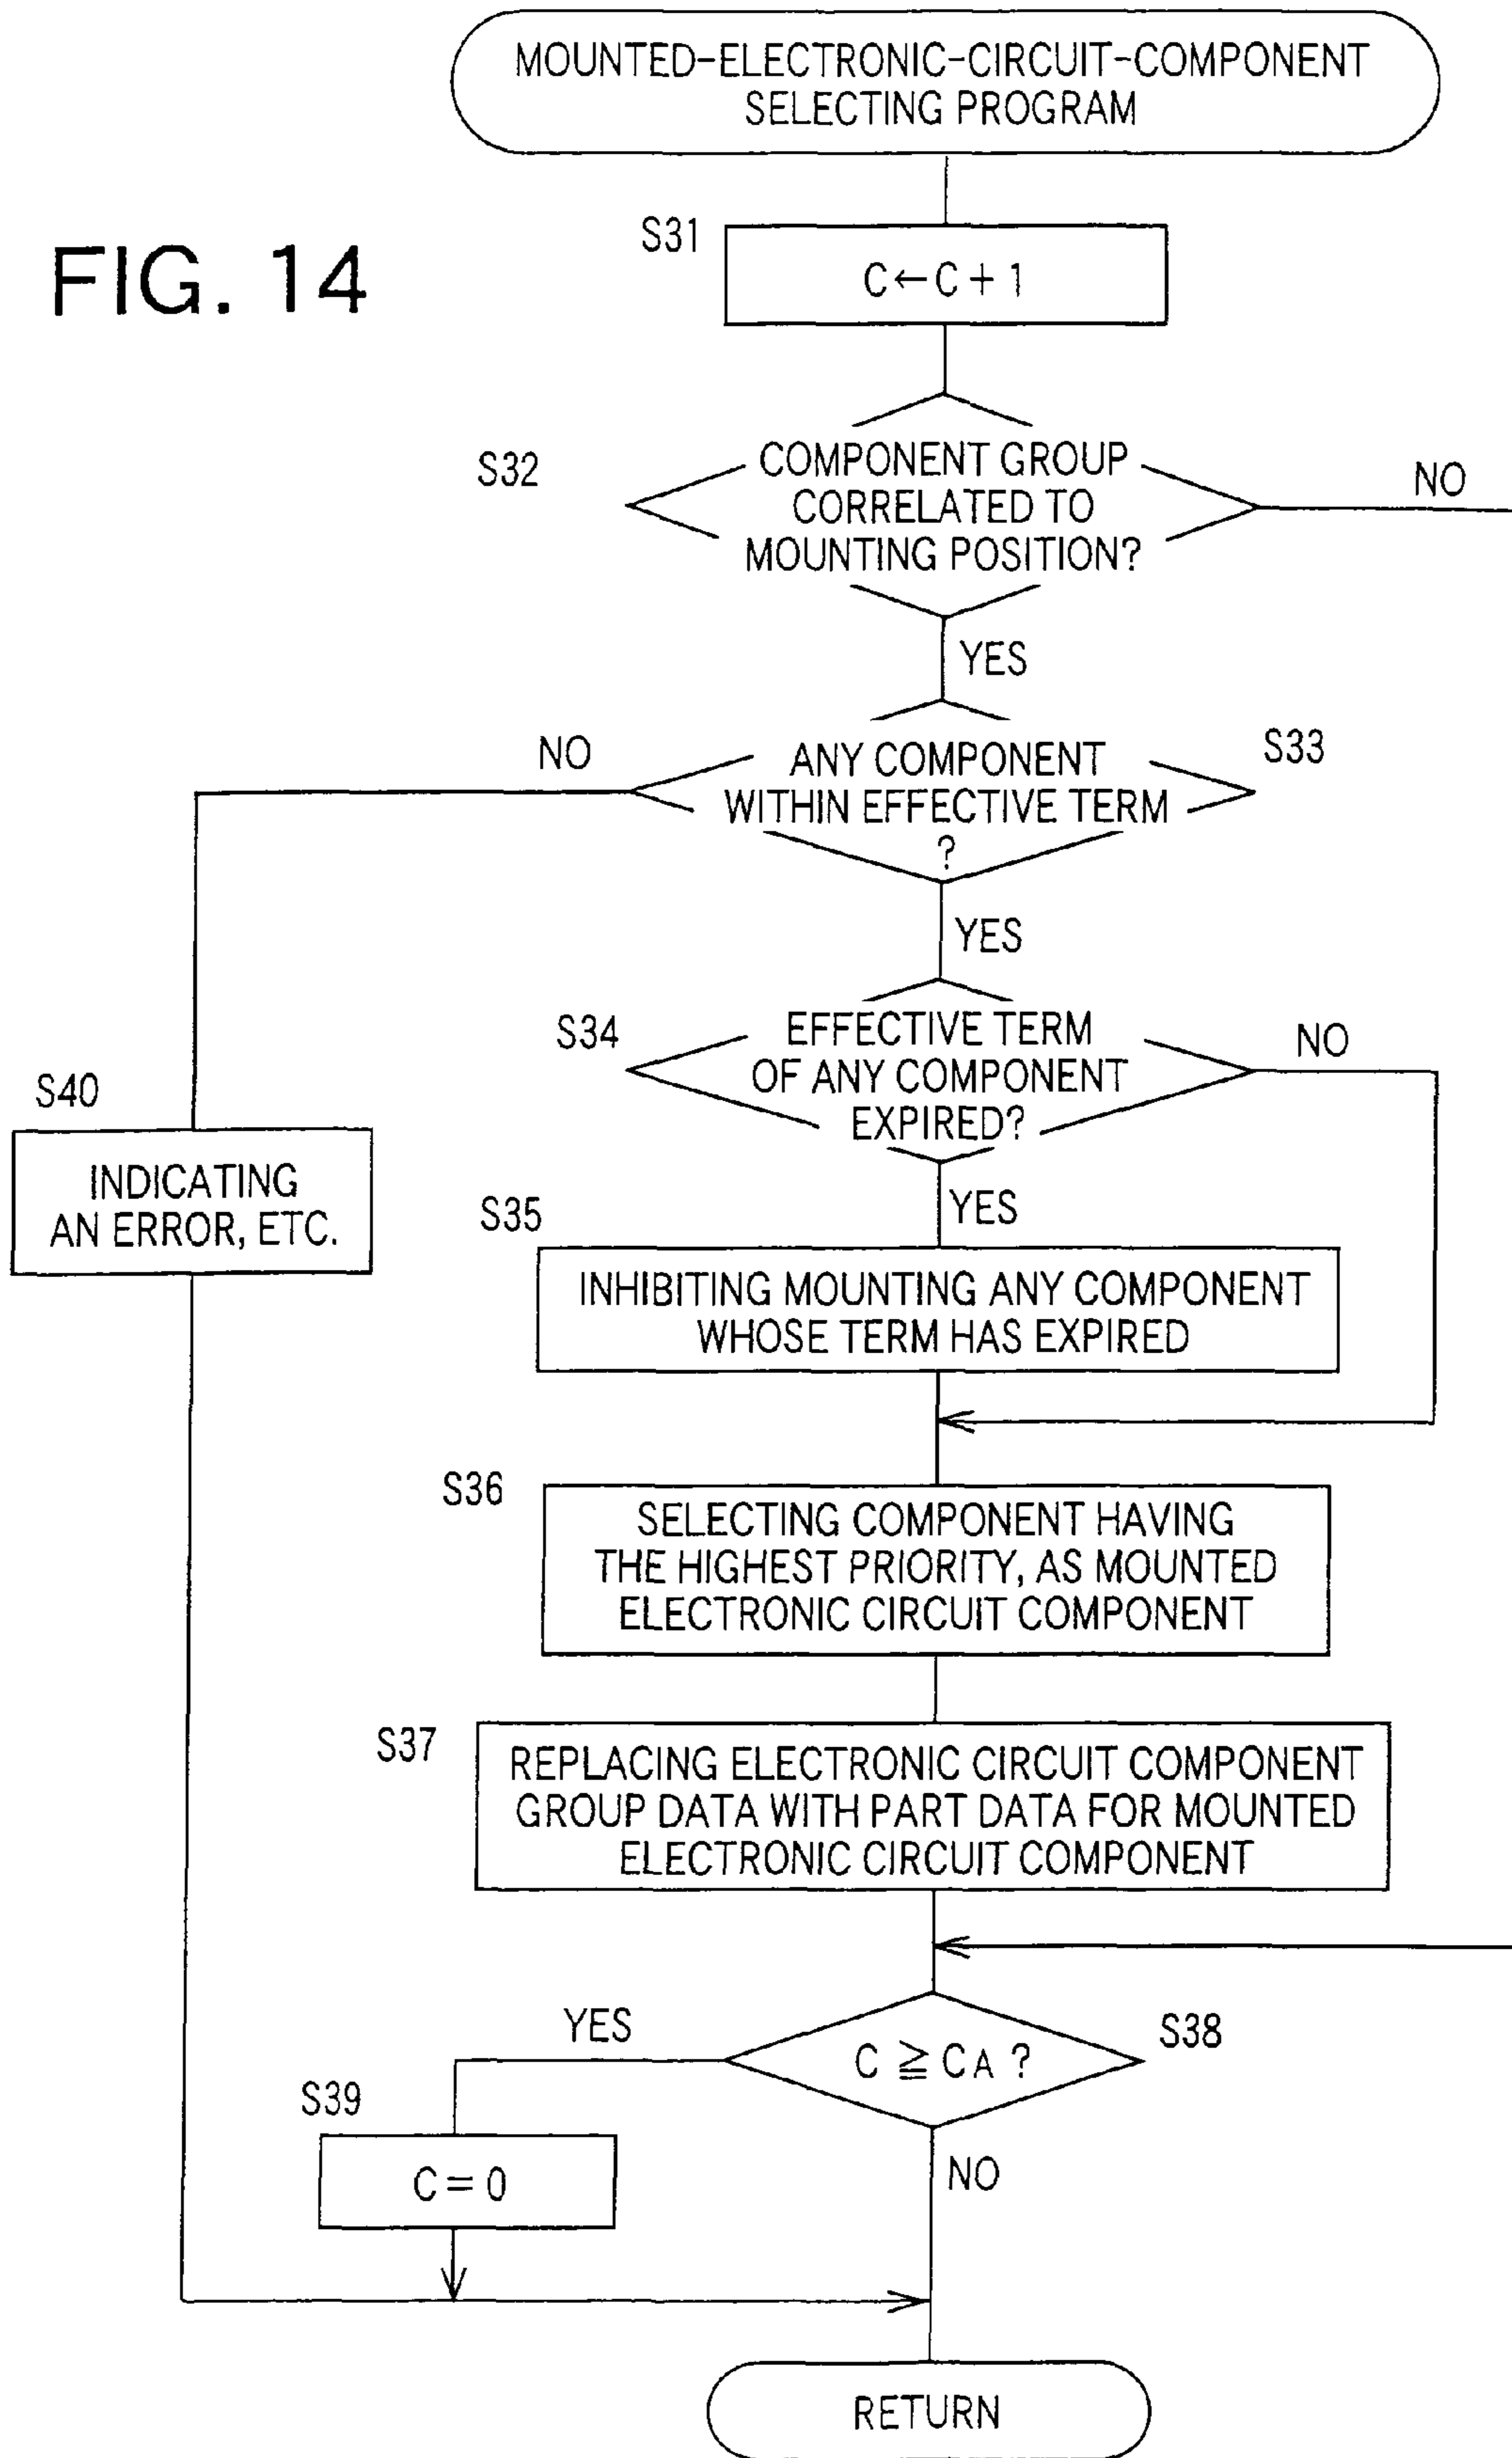 MOUNTED-ELECTRONIC-CIRCUIT-COMPONENT
SELECTING PROGRAM
FIG. 14
S31
C←C+1
S32
COMPONENT GROUP
CORRELATED TO
MOUNTING POSITION?
NO
YES
NO
S33
ANY COMPONENT
WITHIN EFFECTIVE TERM
?
YES
S34
EFFECTIVE TERM
OF ANY COMPONENT
EXPIRED?
NO
S40
INDICATING
AN ERROR, ETC.
YES
S35
INHIBITING MOUNTING ANY COMPONENT
WHOSE TERM HAS EXPIRED
S36
SELECTING COMPONENT HAVING
THE HIGHEST PRIORITY, AS MOUNTED
ELECTRONIC CIRCUIT COMPONENT
S37
REPLACING ELECTRONIC CIRCUIT COMPONENT
GROUP DATA WITH PART DATA FOR MOUNTED
ELECTRONIC CIRCUIT COMPONENT
YES
S38
C ≧ CA ?
S39
C=0
NO
RETURN